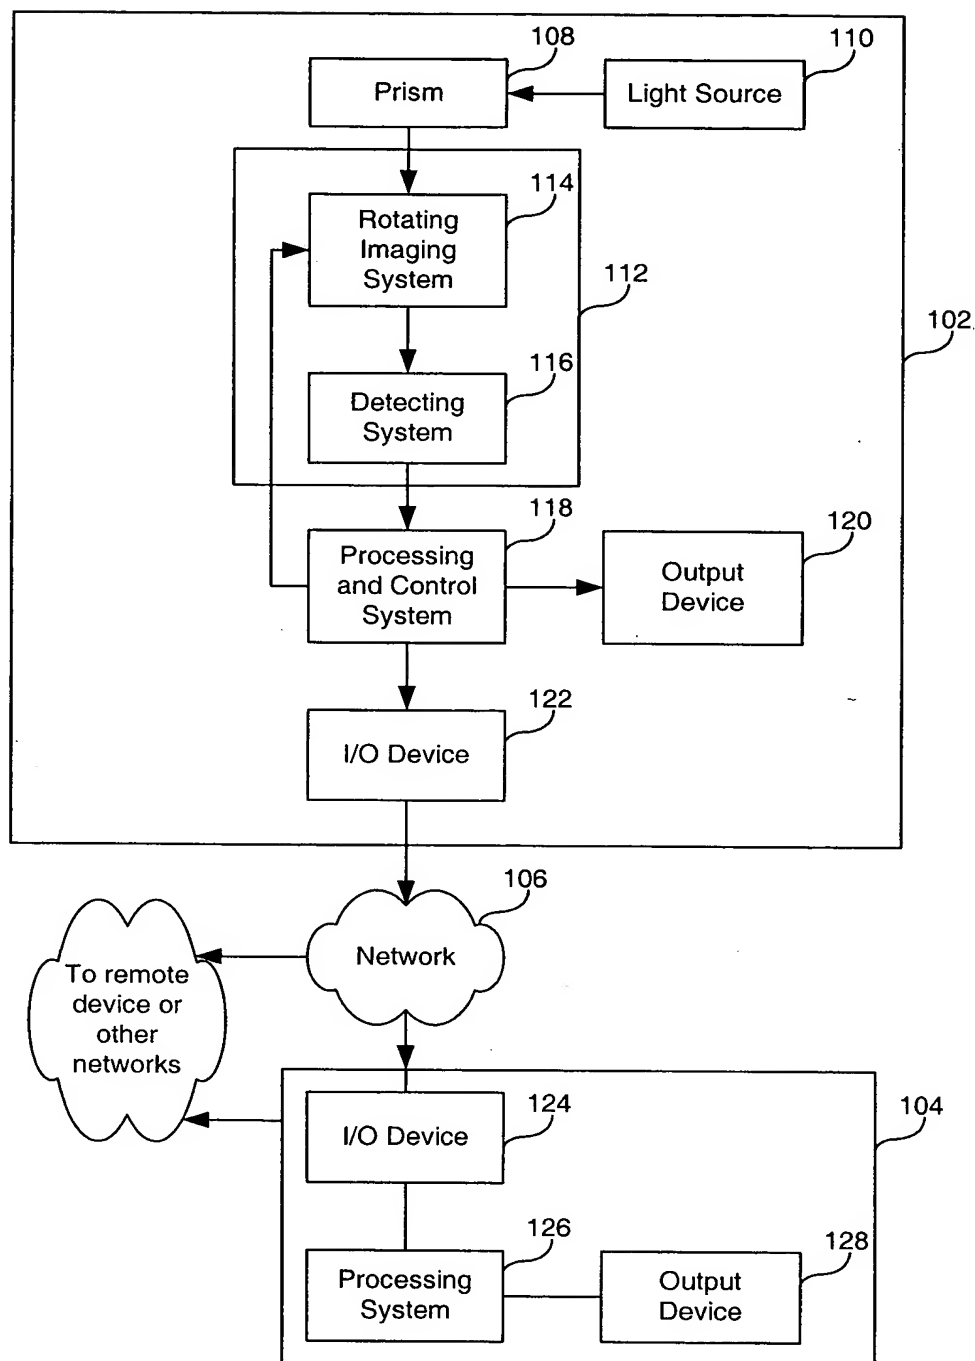 108
110
Prism
Light Source
114
Rotating
Imaging
System
112
102
116
Detecting
System
118
120
Processing
and Control
System
Output
Device
122
I/O Device
106
Network
To remote
device or
other
networks
124
104
I/O Device
126
128
Processing
System
Output
Device